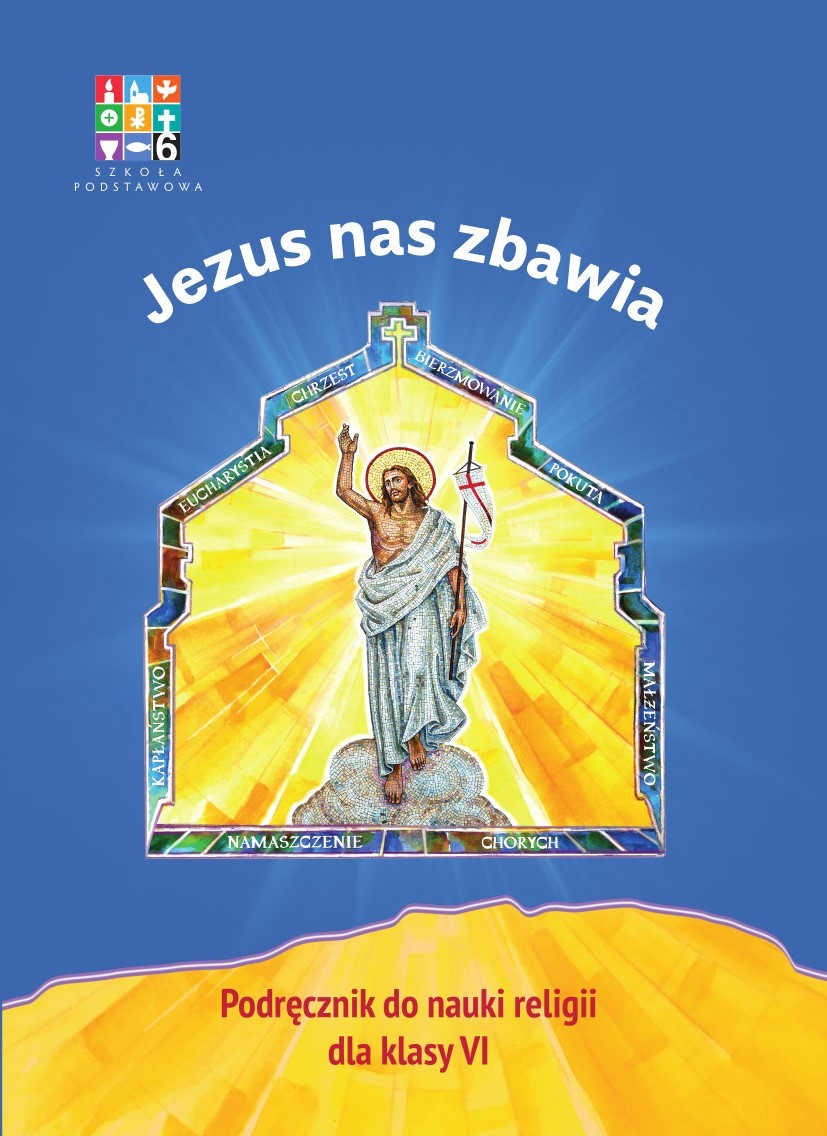 6
SZKOŁA
PODSTAWOWA
Jezus nas zbawia
CHRZEST
BIERZMOWANIE
EUCHARYSTIA
POKUTA
KAPŁAŃSTWO
MAŁŻEŃSTWO
NAMASZCZENIE CHORYCH
Podręcznik do nauki religii
dla klasy VI